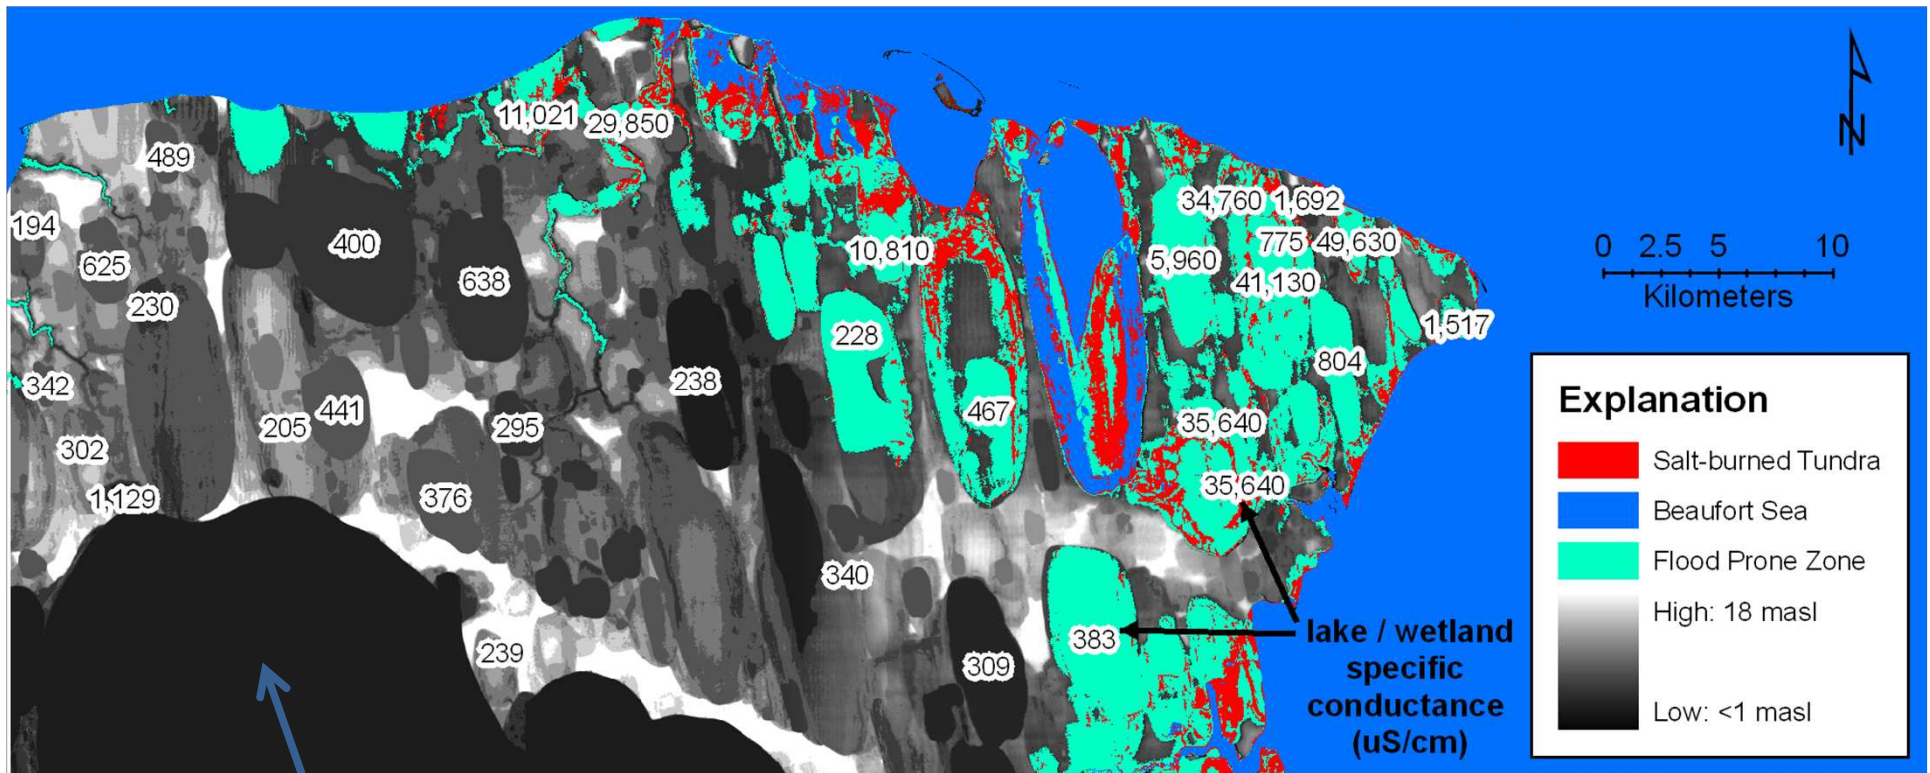 11,021
29,850
489
194
400
625
638
230
10,810
34,760
1,692
775
49,630
5,960
41,130
1,517
228
804
342
238
441
205
295
467
35,640
302
1,129
376
35,640
340
239
309
383
lake / wetland
specific
conductance
(uS/cm)
N
0 2.5 5 10
Kilometers
Explanation
Salt-burned Tundra
Beaufort Sea
Flood Prone Zone
High: 18 masl
Low: <1 masl